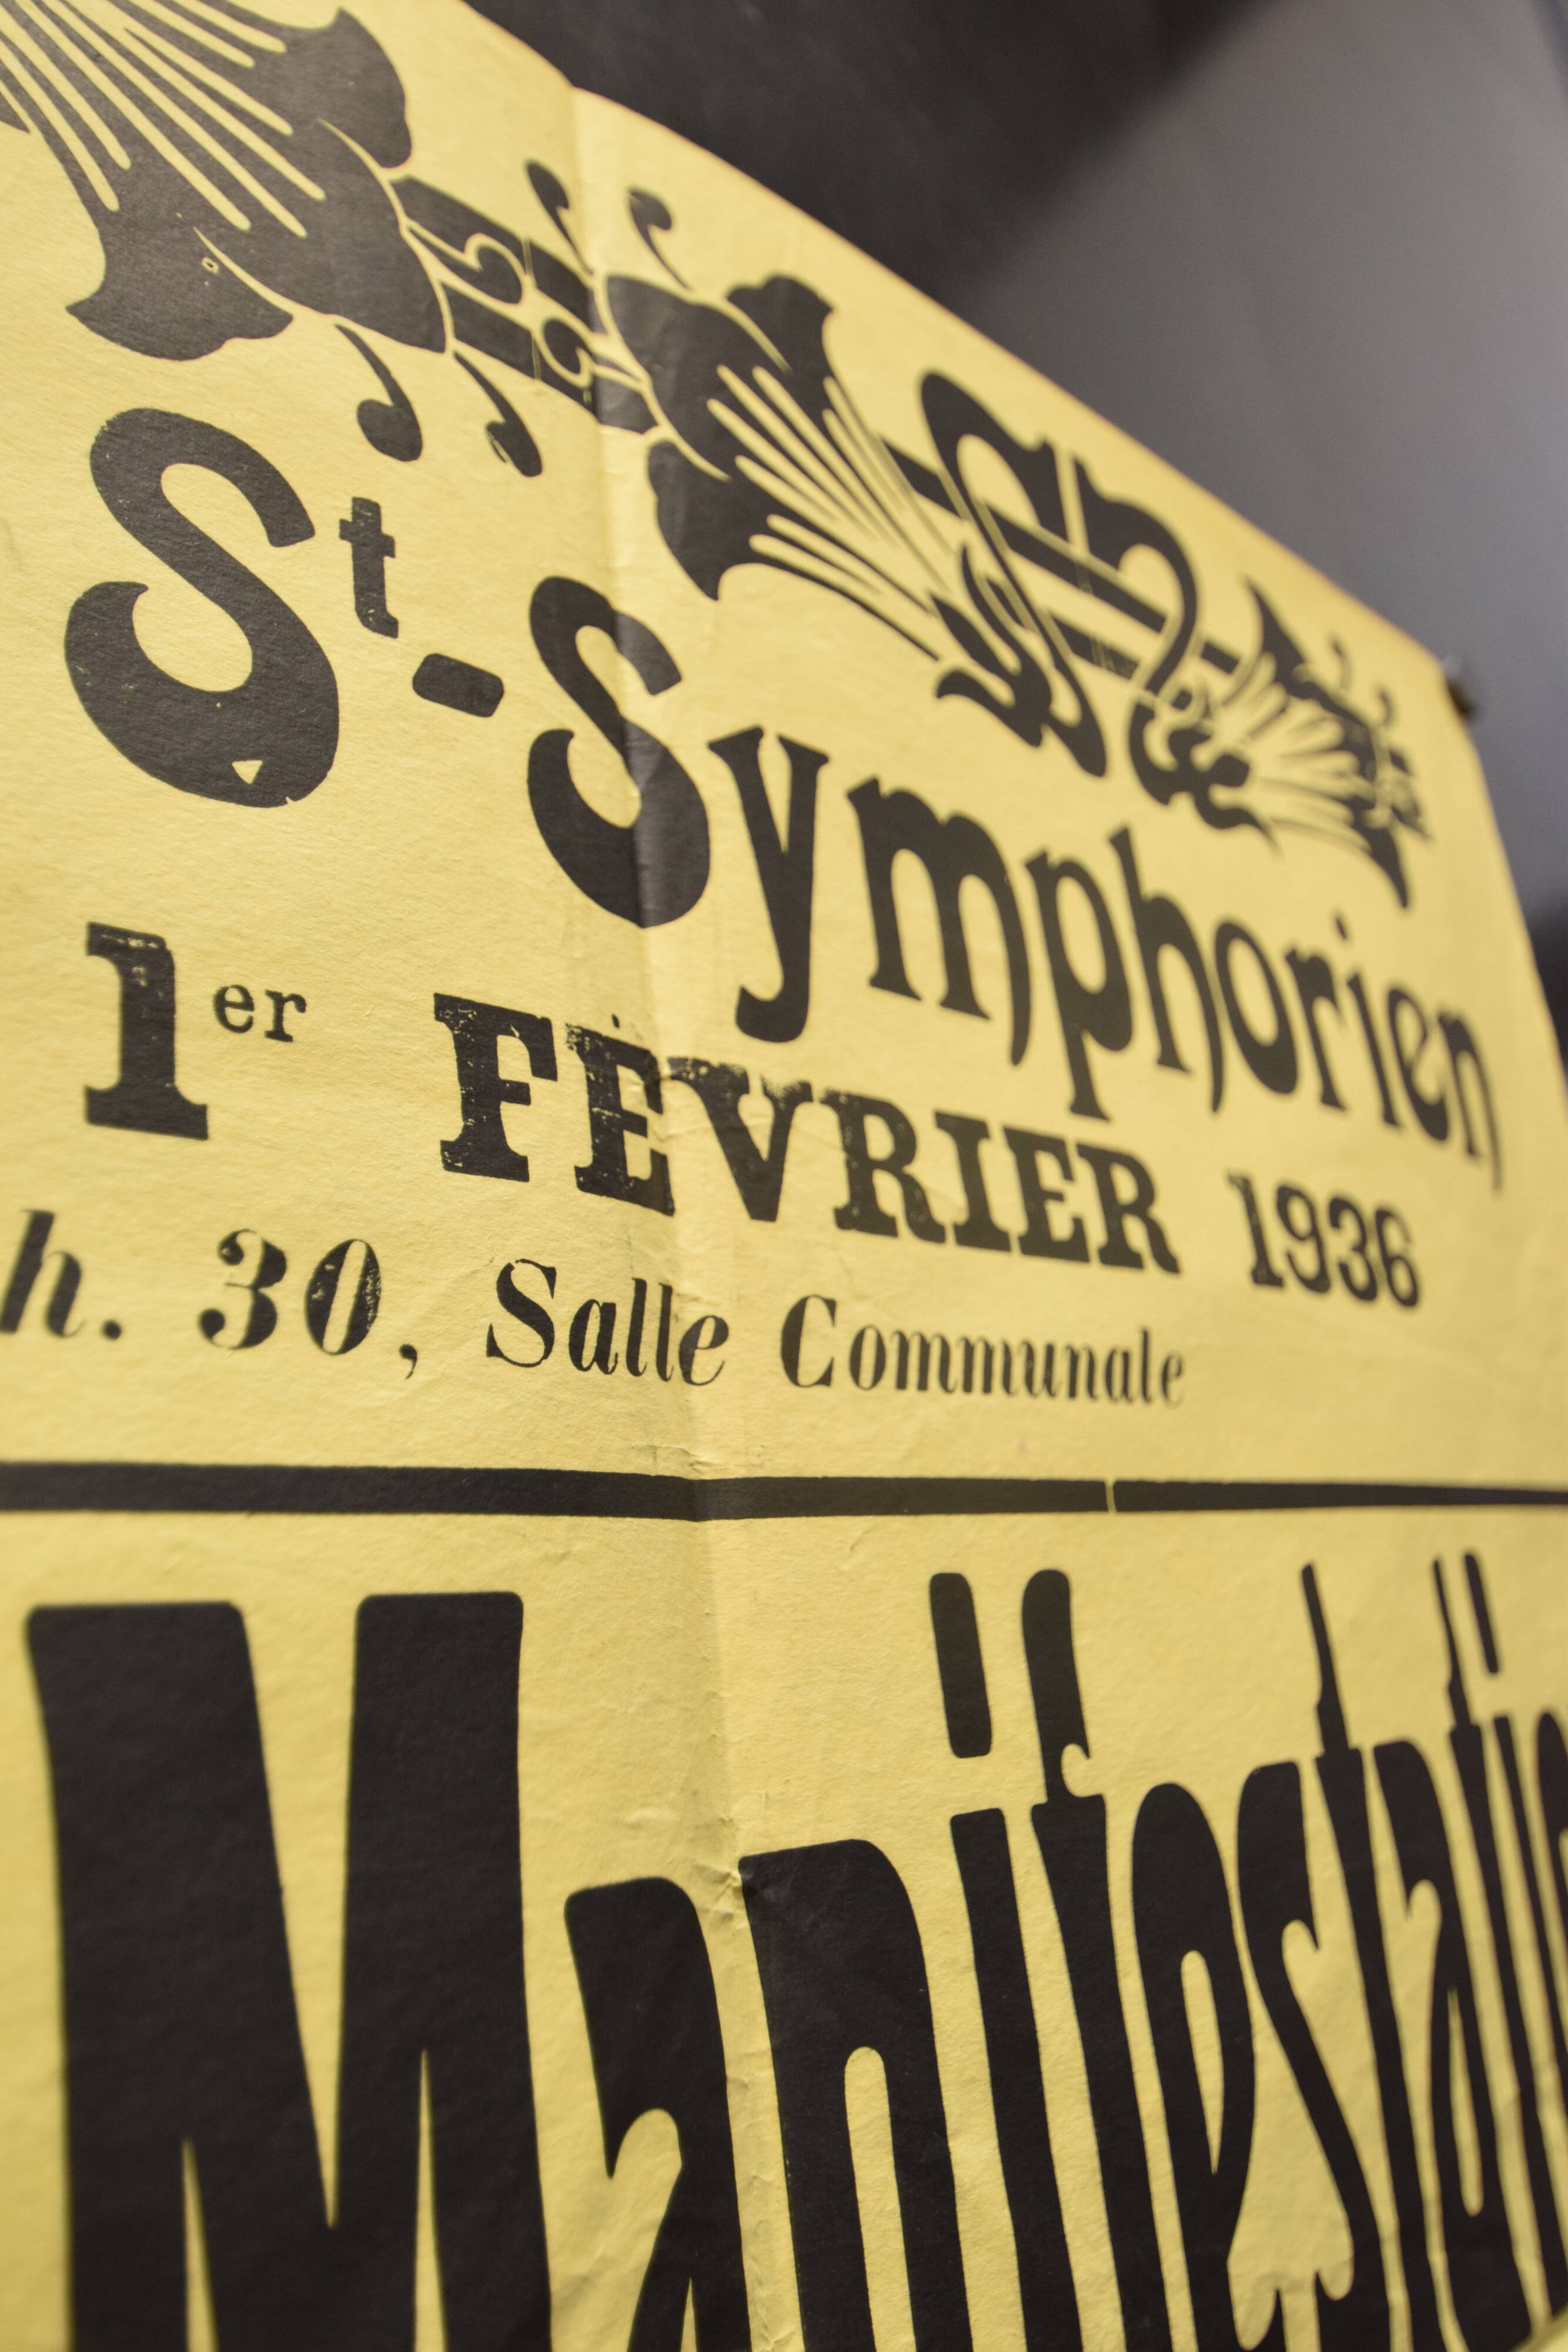 St-Symphorien
1er FÉVRIER 1936
h. 30, Salle Communale